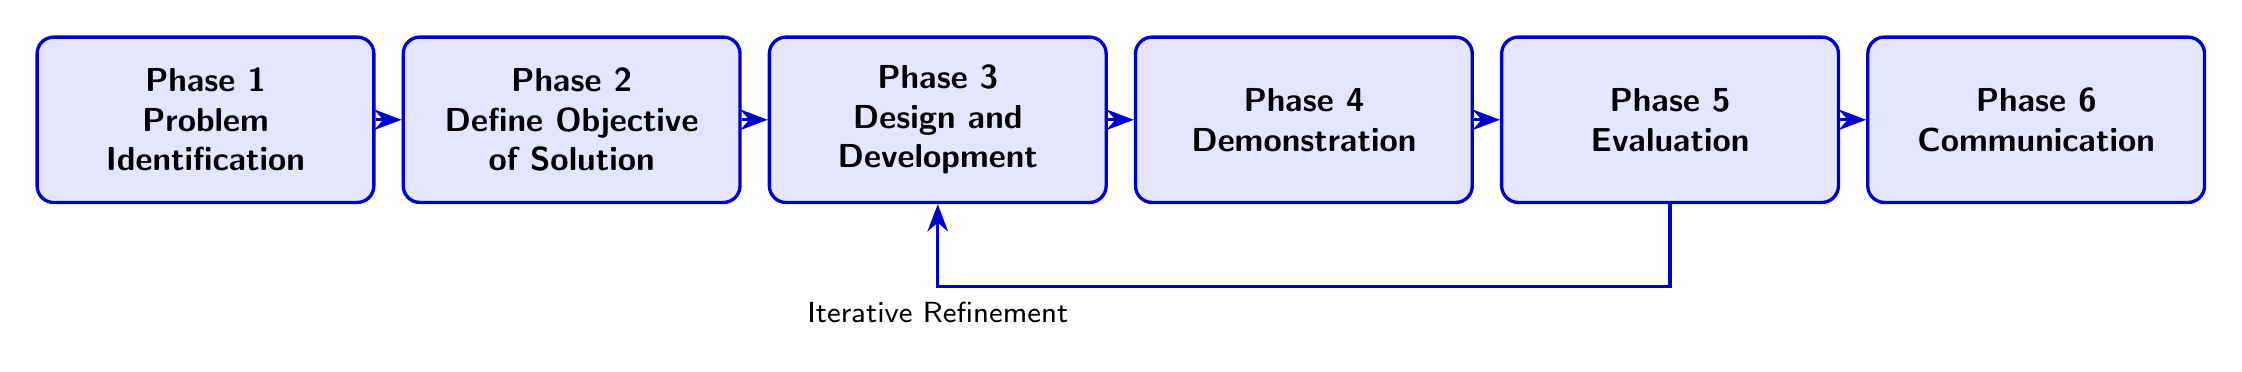 Phase 1
Problem
Identification
Phase 2
Define Objective
of Solution
Phase 3
Design and
Development
Phase 4
Demonstration
Phase 5
Evaluation
Phase 6
Communication
Iterative Refinement